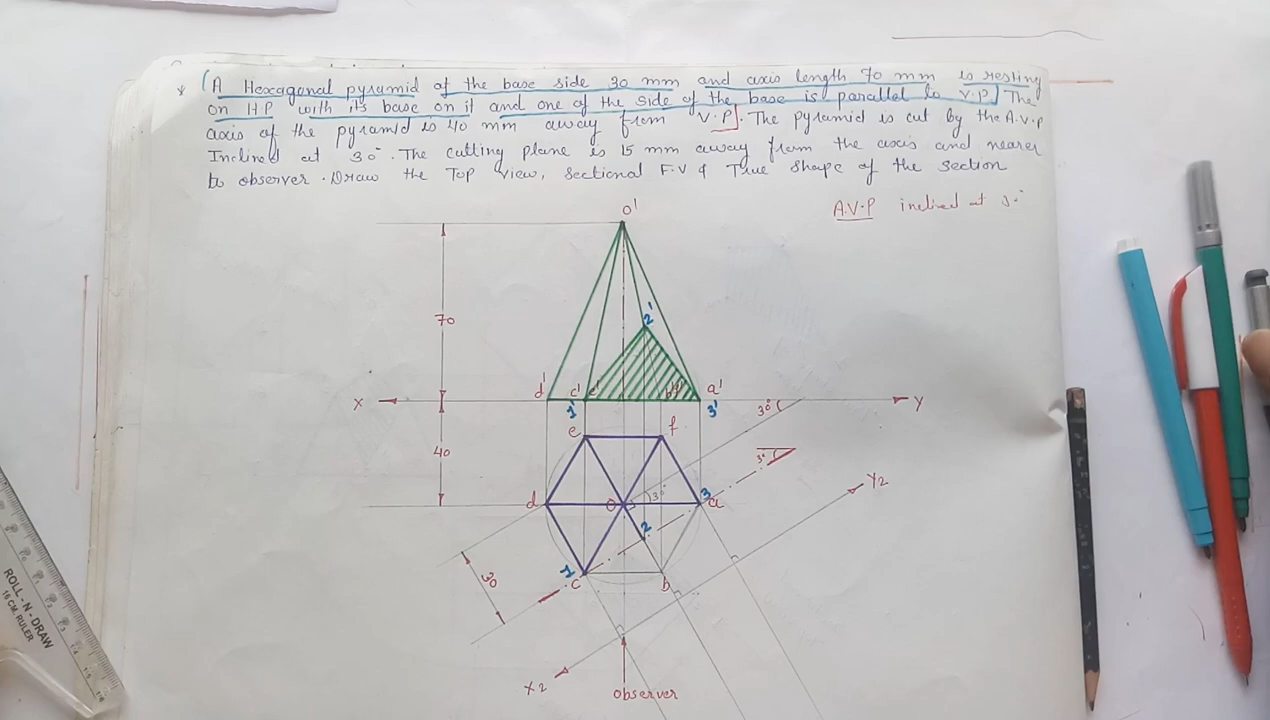 * (A Hexagonal pyramid of the base side 30 mm and axis length 70 mm is resting
on H.P with its base on it and one of the side of the base is parallel to V.P.) The
axis of the pyramid is 40 mm away from V.P]. The pyramid is cut by the A.V.P
Inclined at 30°. The cutting plane is 15 mm away from the axis and nearer
to observer. Draw the Top view, Sectional F.V & True Shape of the section
A.V.P inclined at
o'
70
2'
d' c' e' b' f' a'
X 1' 3' 30° Y
e f
40
30°
d o 30° 3 a
2
X2 Y2
1 c b
30
observer
ROLL-N-DRAW
15 CM. RULER